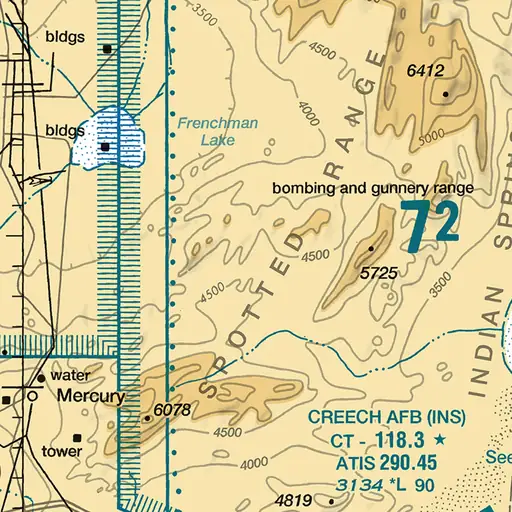 3500
bldgs
4500
6412
4000
bldgs
Frenchman
Lake
RANGE
5000
bombing and gunnery range
72
SPOTTED
4500
5725
3500
4500
INDIAN SPRIN
water
Mercury
6078
4500
tower
4000
CREECH AFB (INS)
CT - 118.3 ★
ATIS 290.45
3134 *L 90
See
4819